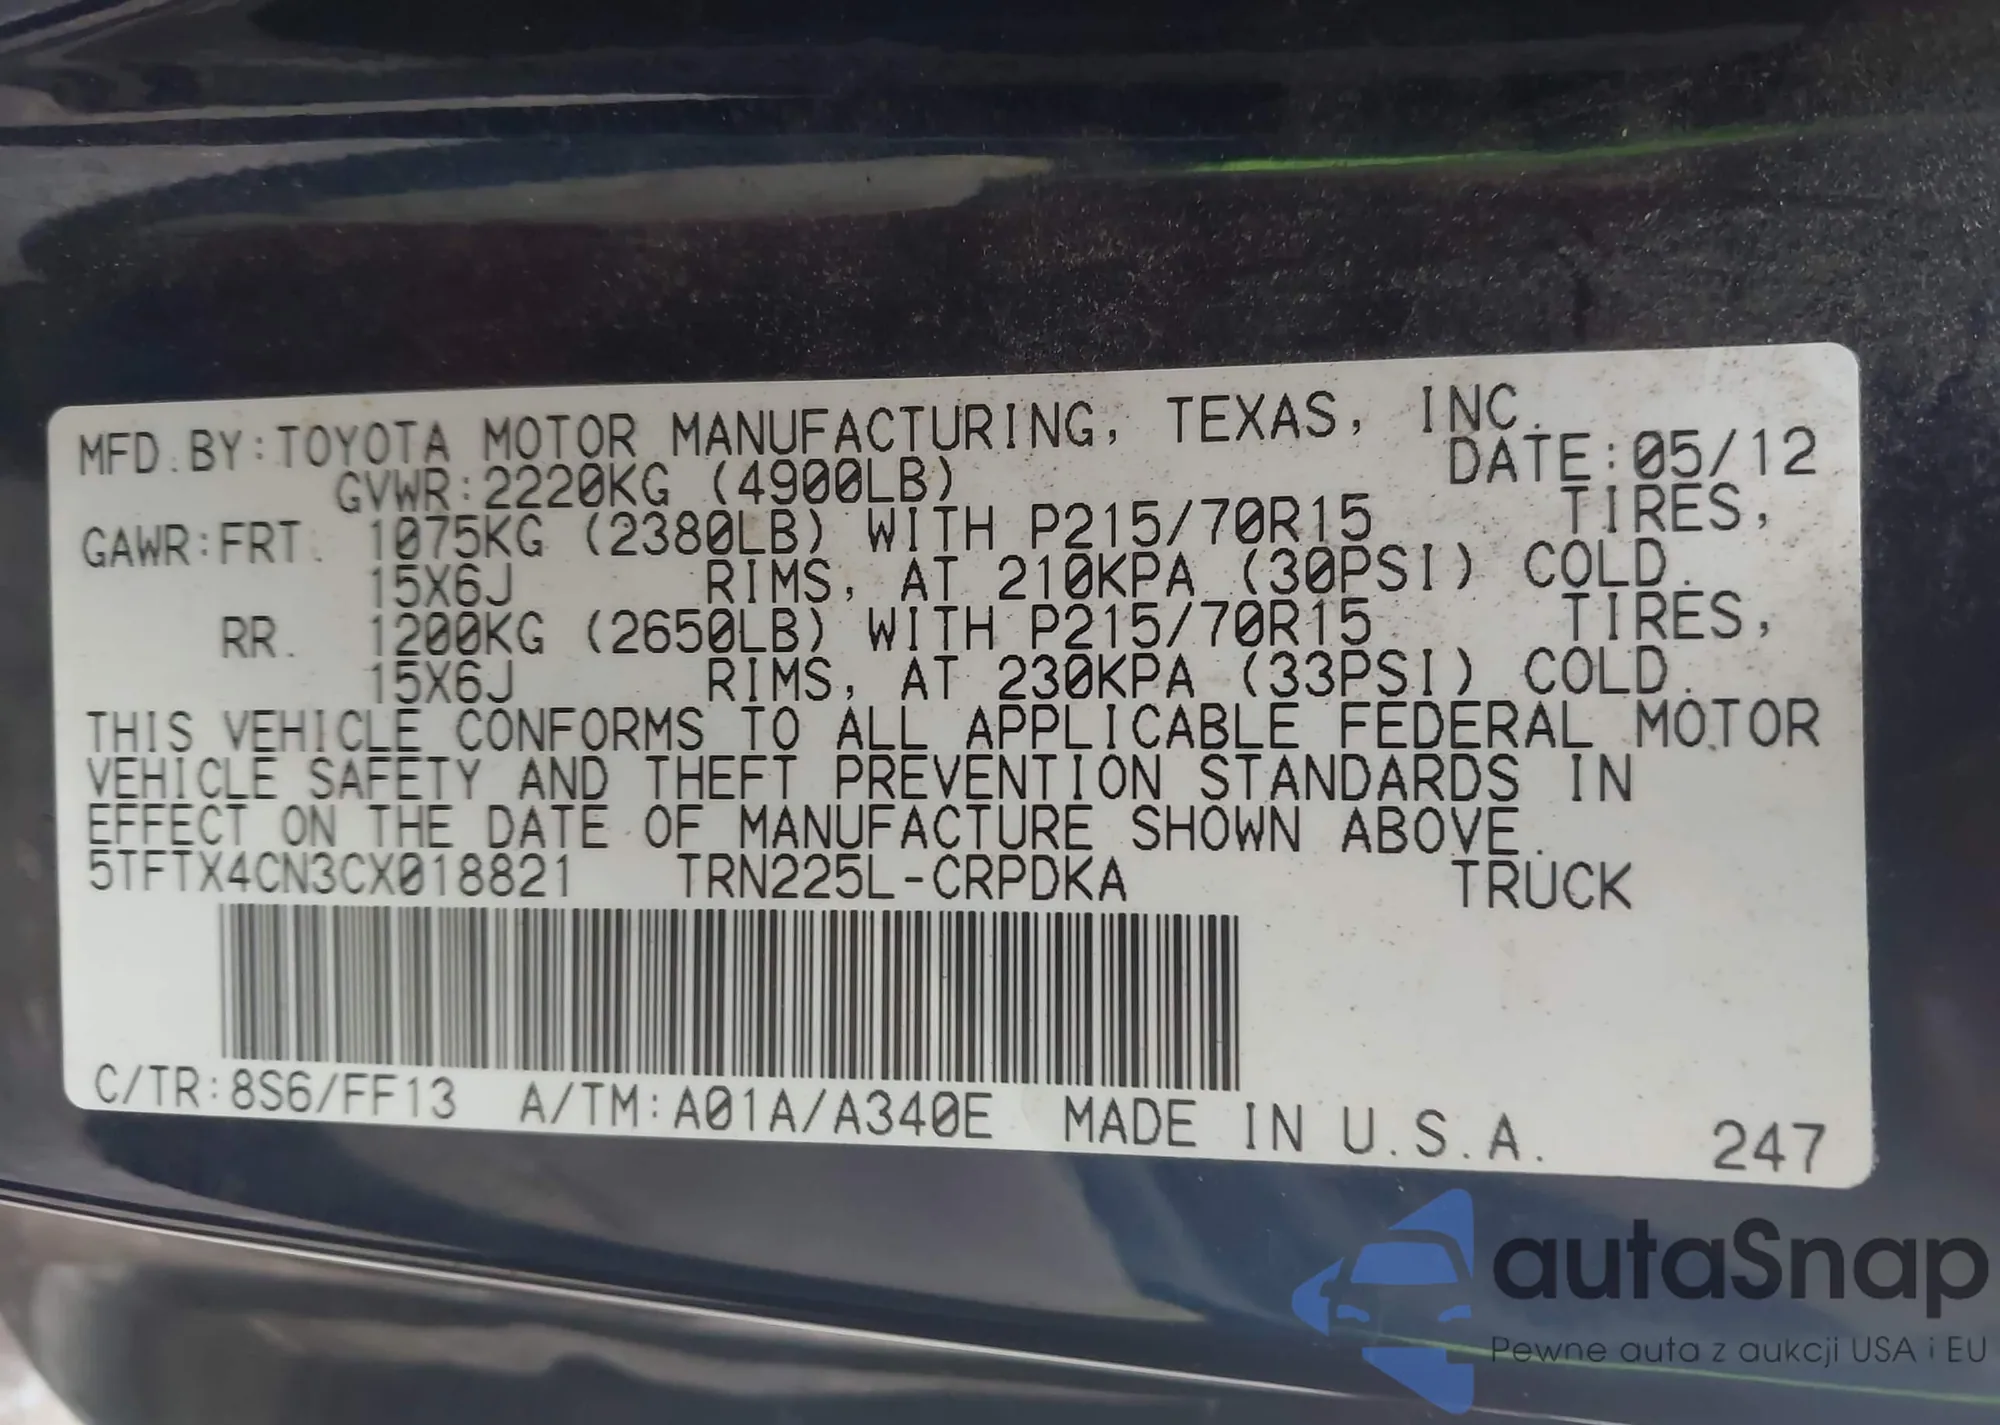 MFD.BY:TOYOTA MOTOR MANUFACTURING, TEXAS, INC.
GVWR:2220KG (4900LB) DATE:05/12
GAWR:FRT. 1075KG (2380LB) WITH P215/70R15 TIRES,
15X6J RIMS, AT 210KPA (30PSI) COLD.
RR. 1200KG (2650LB) WITH P215/70R15 TIRES,
15X6J RIMS, AT 230KPA (33PSI) COLD.
THIS VEHICLE CONFORMS TO ALL APPLICABLE FEDERAL MOTOR
VEHICLE SAFETY AND THEFT PREVENTION STANDARDS IN
EFFECT ON THE DATE OF MANUFACTURE SHOWN ABOVE.
5TFTX4CN3CX018821 TRN225L-CRPDKA TRUCK
C/TR:8S6/FF13 A/TM:A01A/A340E MADE IN U.S.A. 247
autaSnap
Pewne auta z aukcji USA i EU